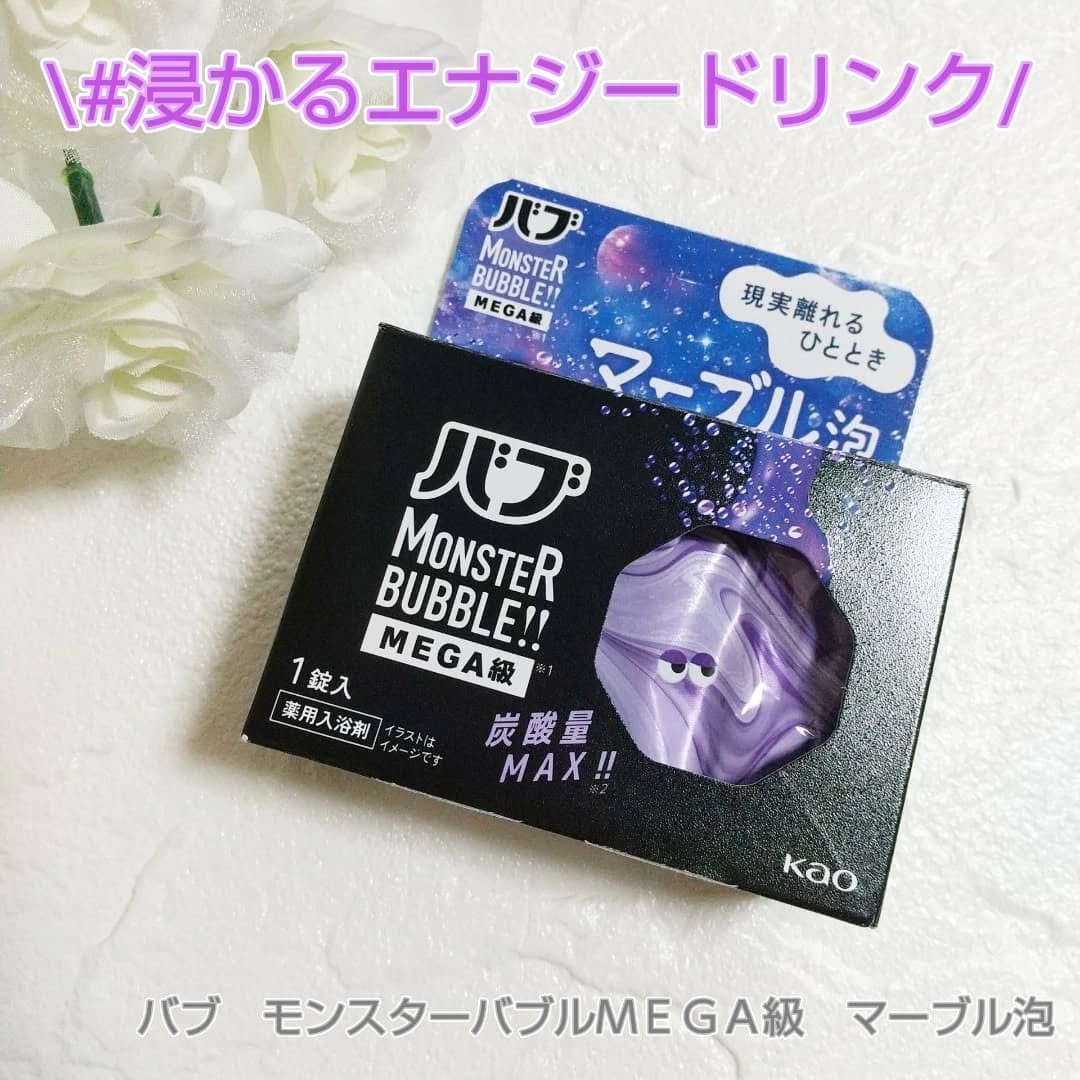 \#浸かるエナジードリンク/
バブ
MONSTER
BUBBLE!!
MEGA級
※1
現実離れる
ひととき
マーブル泡
バブ
MONSTER
BUBBLE!!
MEGA級
※1
1錠入
薬用入浴剤
イラストは
イメージです
炭酸量
MAX!!
※2
Kao
バブ　モンスターバブルＭＥＧＡ級　マーブル泡